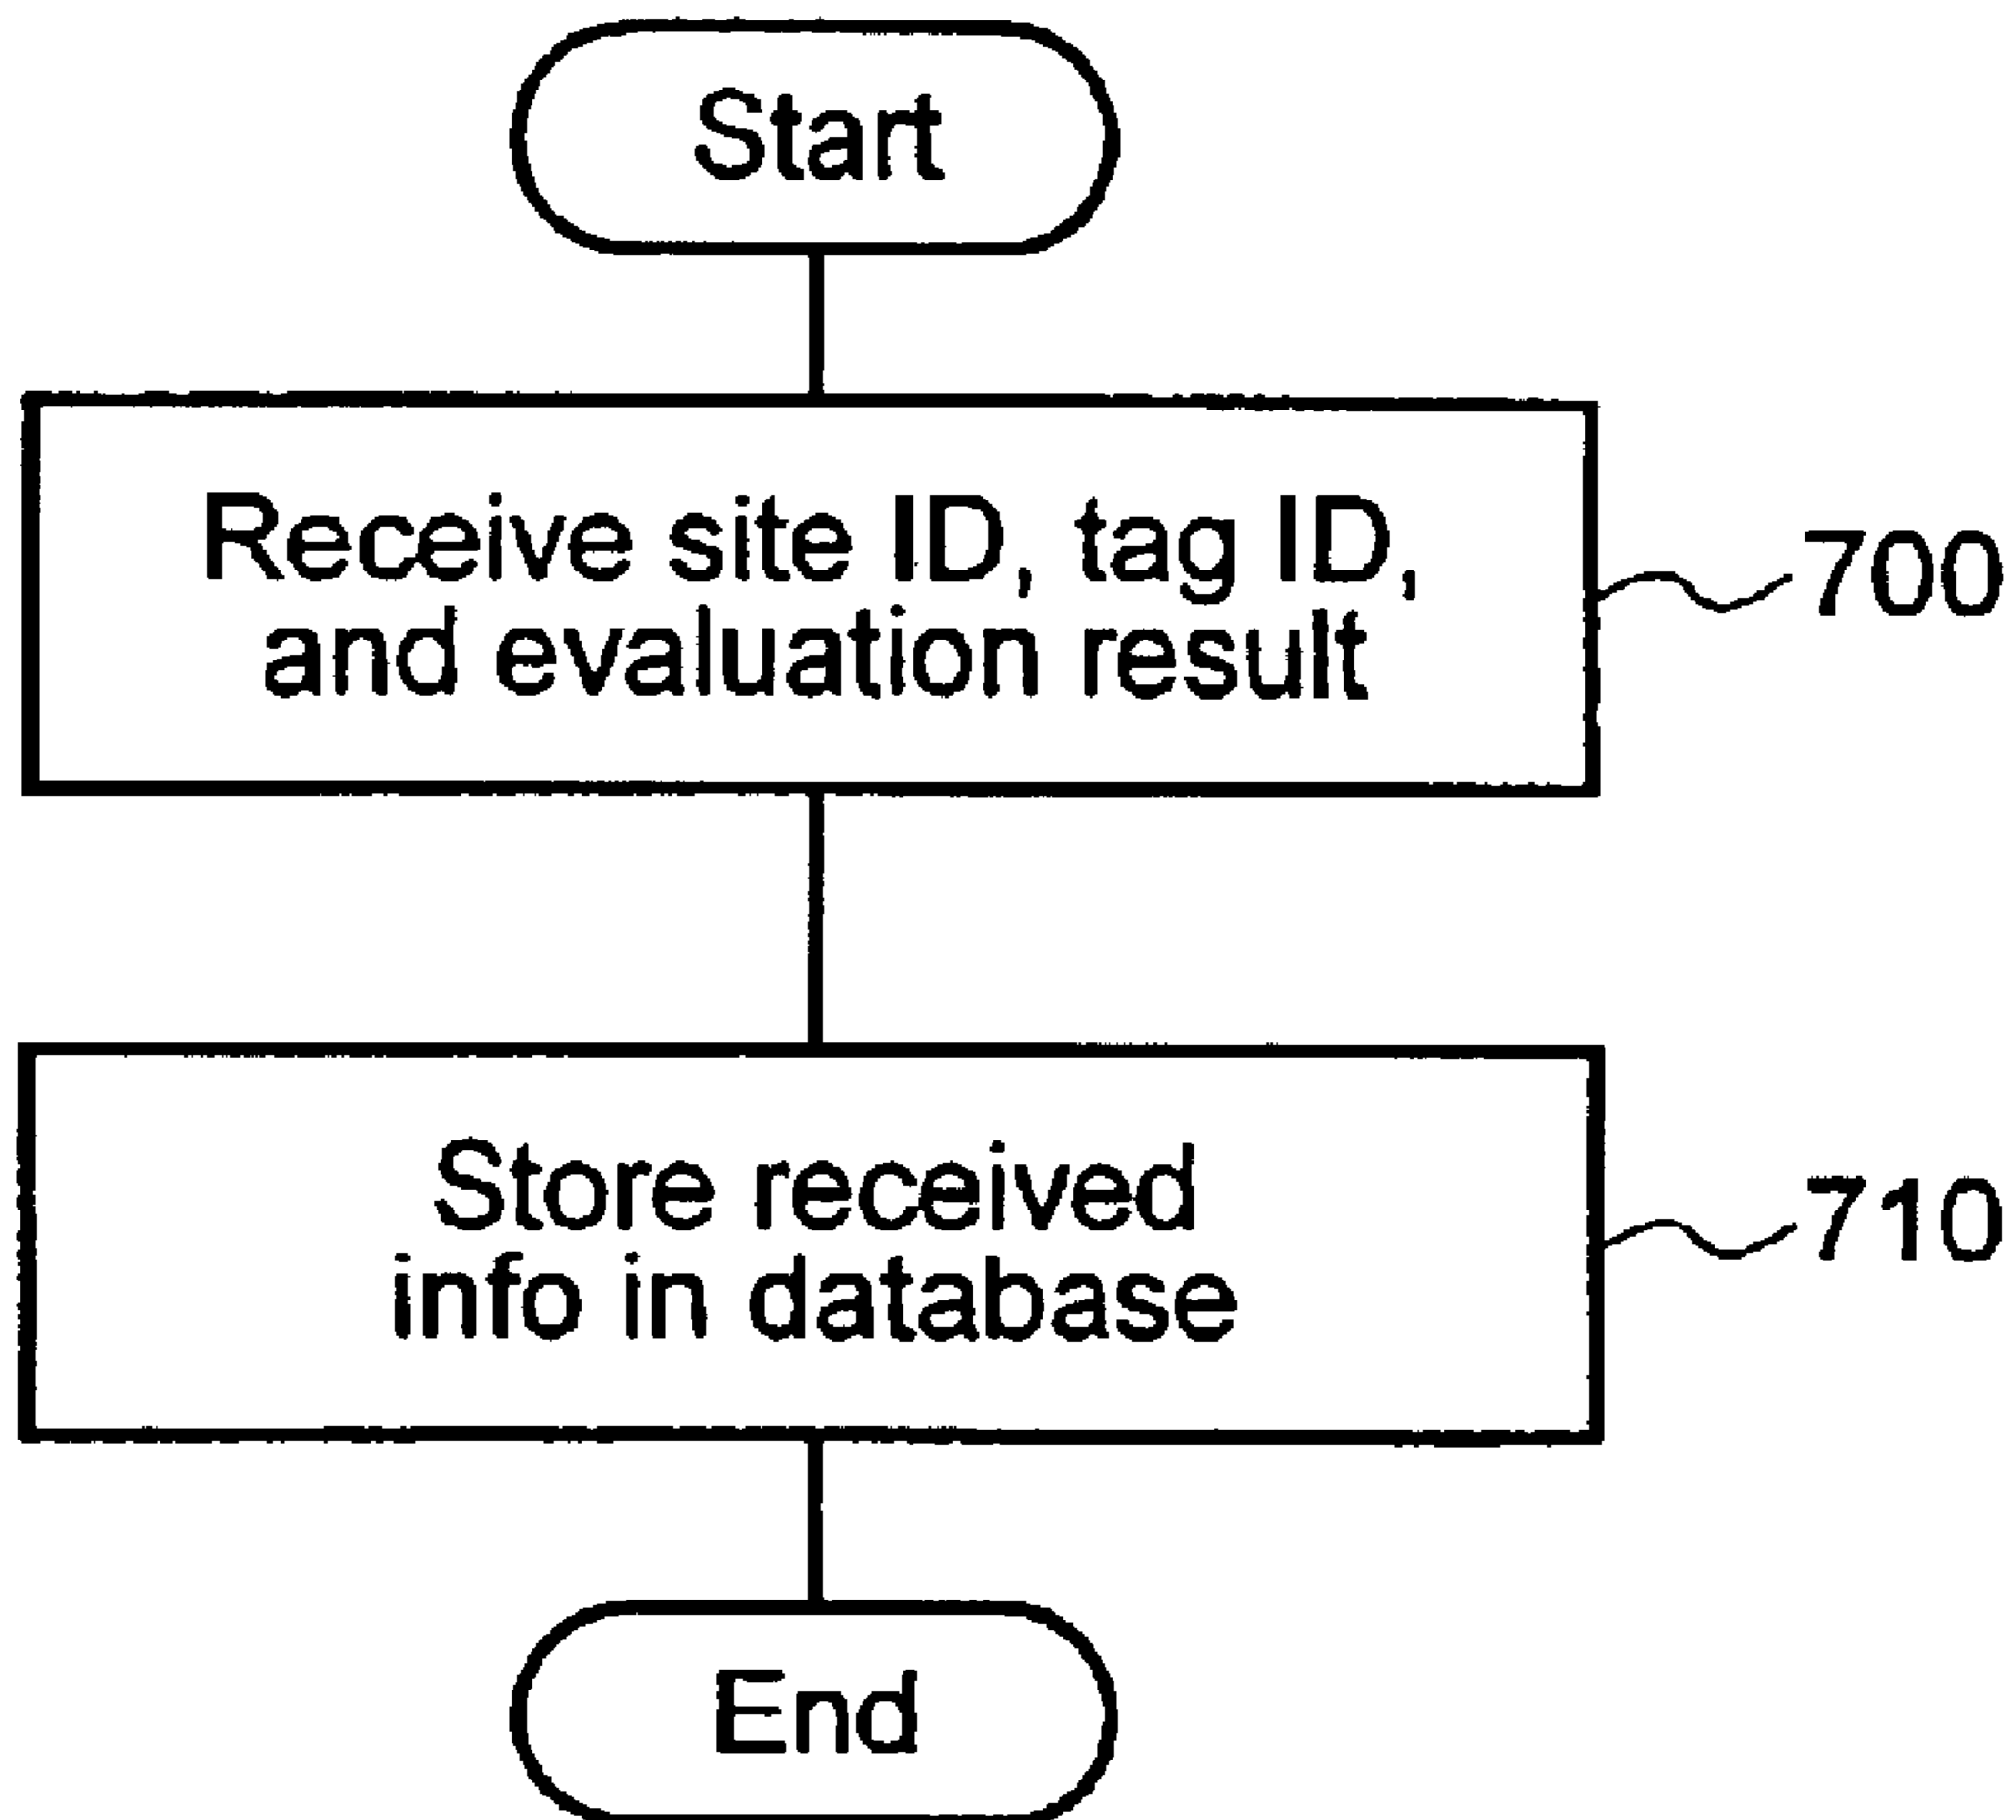 Start
Receive site ID, tag ID,
and evaluation result
700
Store received
info in database
710
End